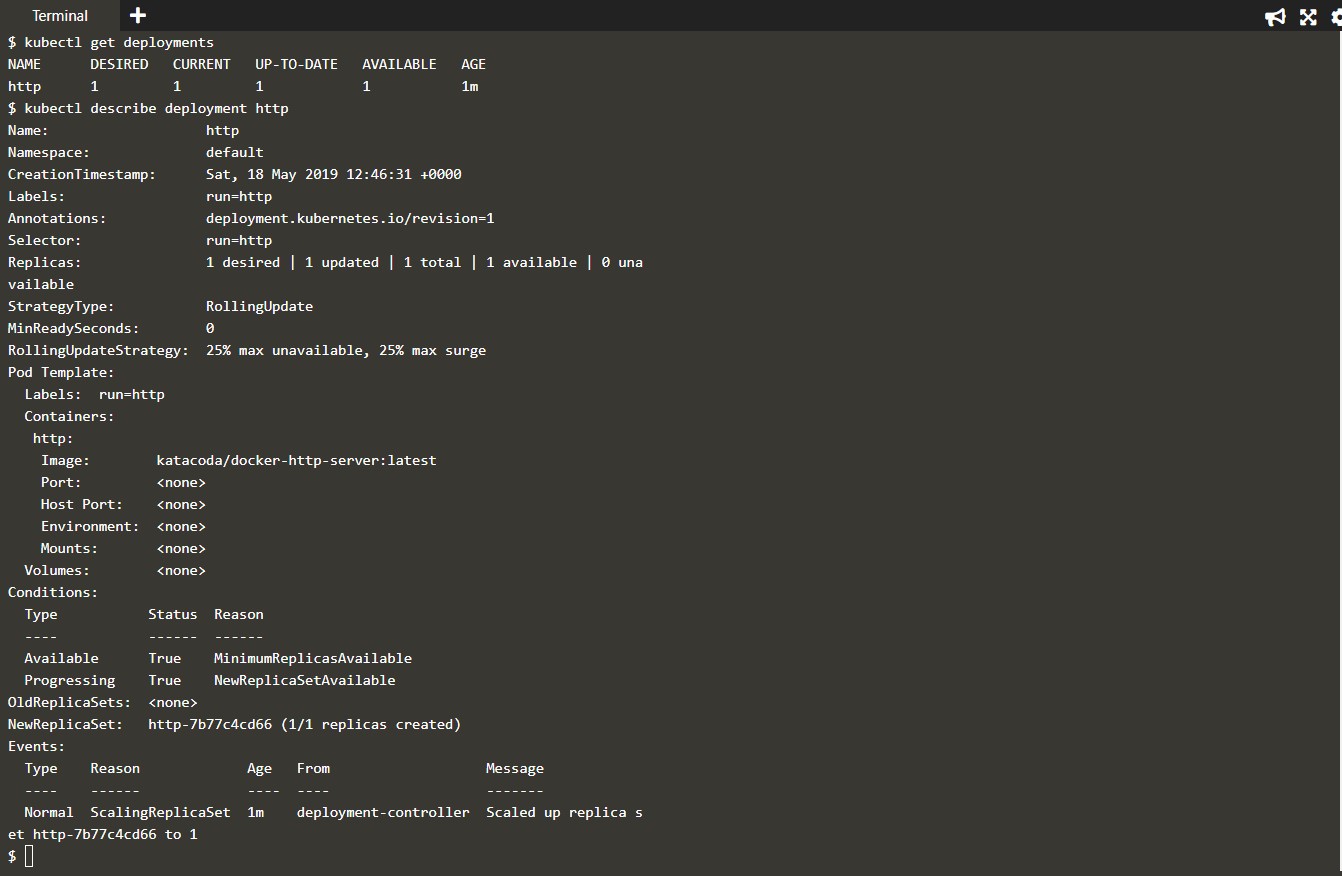 Terminal
$ kubectl get deployments
NAME      DESIRED   CURRENT   UP-TO-DATE   AVAILABLE   AGE
http      1         1         1            1           1m
$ kubectl describe deployment http
Name:                   http
Namespace:              default
CreationTimestamp:      Sat, 18 May 2019 12:46:31 +0000
Labels:                 run=http
Annotations:            deployment.kubernetes.io/revision=1
Selector:               run=http
Replicas:               1 desired | 1 updated | 1 total | 1 available | 0 una
vailable
StrategyType:           RollingUpdate
MinReadySeconds:        0
RollingUpdateStrategy:  25% max unavailable, 25% max surge
Pod Template:
  Labels:  run=http
  Containers:
   http:
    Image:        katacoda/docker-http-server:latest
    Port:         <none>
    Host Port:    <none>
    Environment:  <none>
    Mounts:       <none>
  Volumes:        <none>
Conditions:
  Type           Status  Reason
  ----           ------  ------
  Available      True    MinimumReplicasAvailable
  Progressing    True    NewReplicaSetAvailable
OldReplicaSets:  <none>
NewReplicaSet:   http-7b77c4cd66 (1/1 replicas created)
Events:
  Type    Reason             Age   From                   Message
  ----    ------             ----  ----                   -------
  Normal  ScalingReplicaSet  1m    deployment-controller  Scaled up replica s
et http-7b77c4cd66 to 1
$